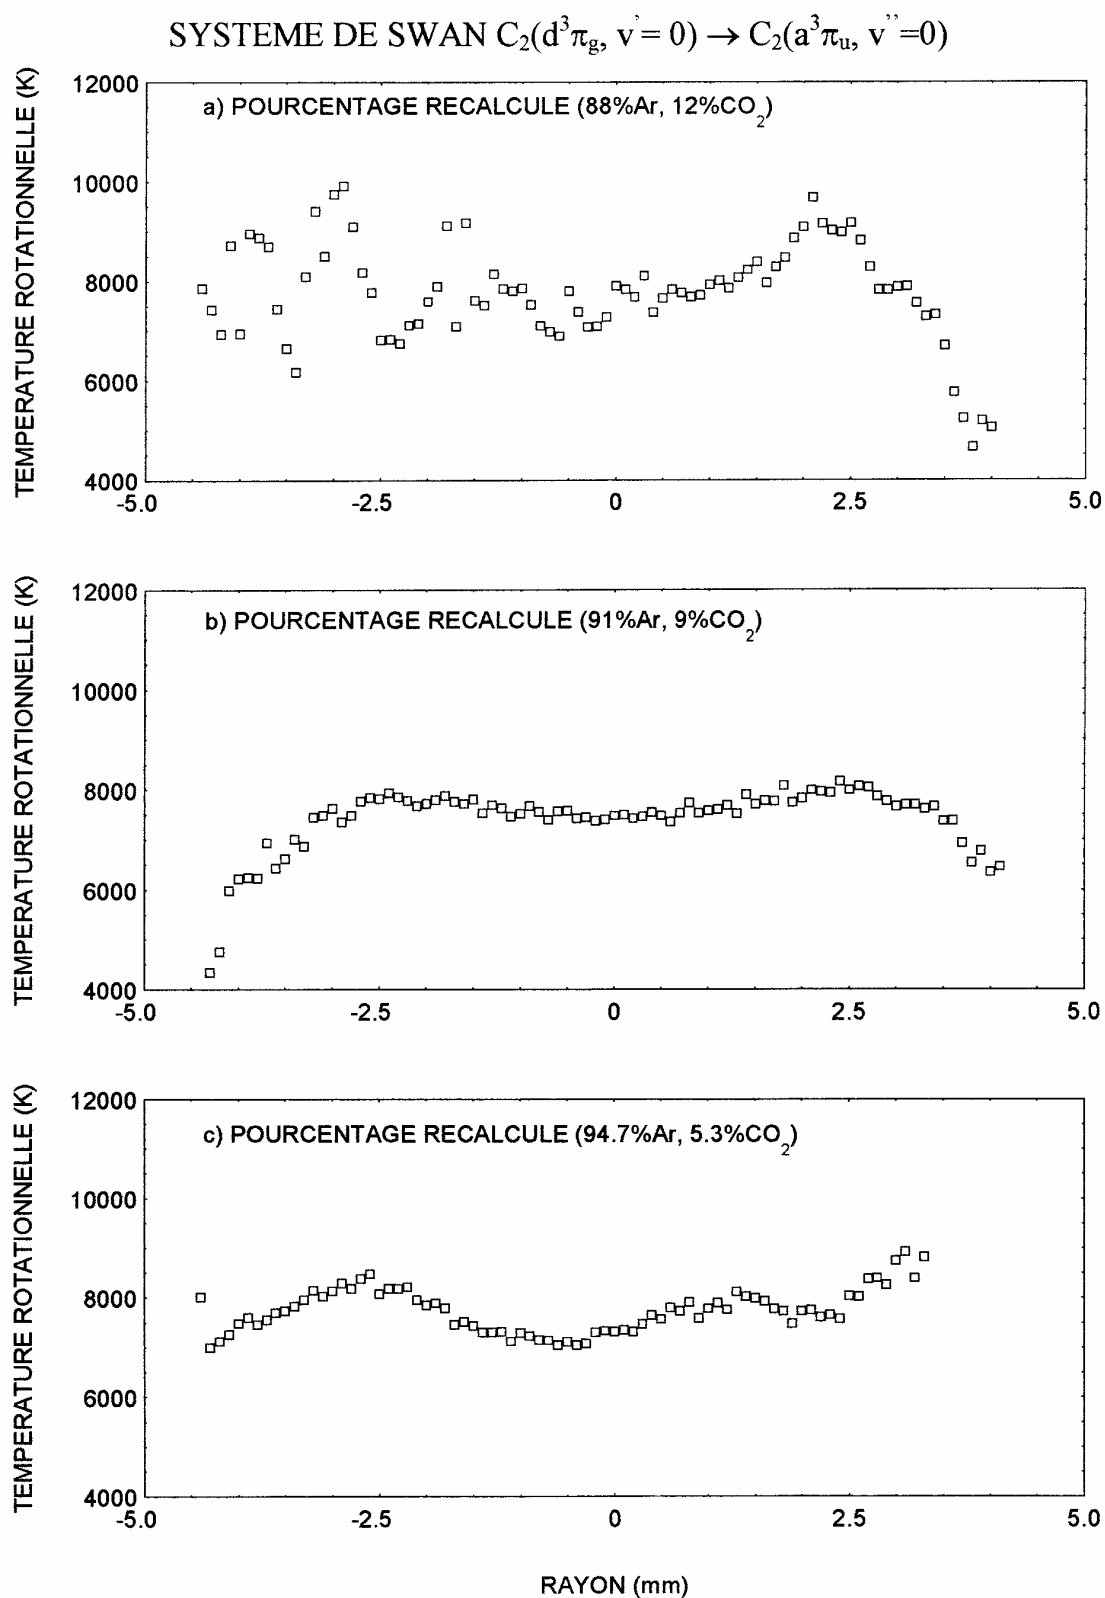 SYSTEME DE SWAN C₂(d³πg, v'= 0) → C₂(a³πu, v''=0)
TEMPERATURE ROTATIONNELLE (K)
a) POURCENTAGE RECALCULE (88%Ar, 12%CO₂)
12000
10000
8000
6000
4000
-5.0 -2.5 0 2.5 5.0
TEMPERATURE ROTATIONNELLE (K)
b) POURCENTAGE RECALCULE (91%Ar, 9%CO₂)
12000
10000
8000
6000
4000
-5.0 -2.5 0 2.5 5.0
TEMPERATURE ROTATIONNELLE (K)
c) POURCENTAGE RECALCULE (94.7%Ar, 5.3%CO₂)
12000
10000
8000
6000
4000
-5.0 -2.5 0 2.5 5.0
RAYON (mm)